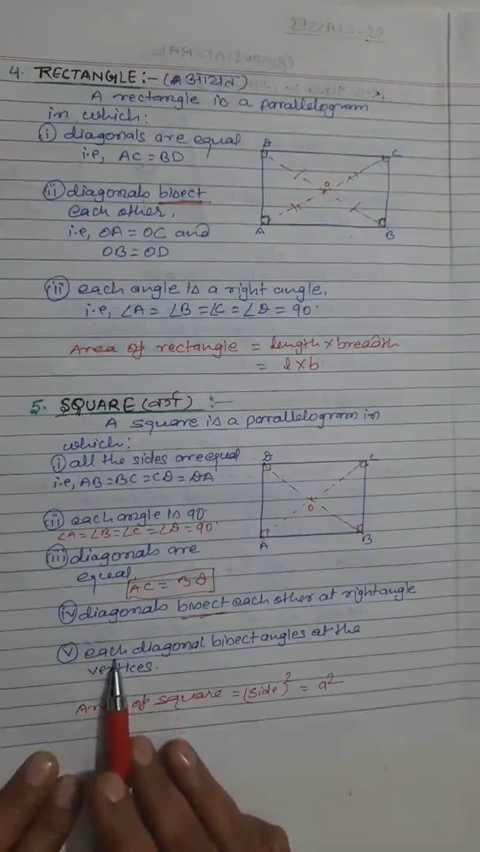 4. RECTANGLE:- (आयत)
A rectangle is a parallelogram
in which:
(i) diagonals are equal
i.e, AC = BD
(ii) diagonals bisect
each other,
i.e, OA = OC and
OB = OD
(iii) each angle is a right angle.
i.e, ∠A = ∠B = ∠C = ∠D = 90°
Area of rectangle = length × breadth
= l × b
D
C
O
A
B
5. SQUARE (वर्ग) :-
A square is a parallelogram in
which:
(i) all the sides are equal
i.e, AB = BC = CD = DA
(ii) each angle is 90°
∠A = ∠B = ∠C = ∠D = 90°
(iii) diagonals are
equal
AC = BD
D
C
O
A
B
(iv) diagonals bisect each other at rightangle
(v) each diagonal bisect angles at the
vertices.
Area of square = (side)² = a²